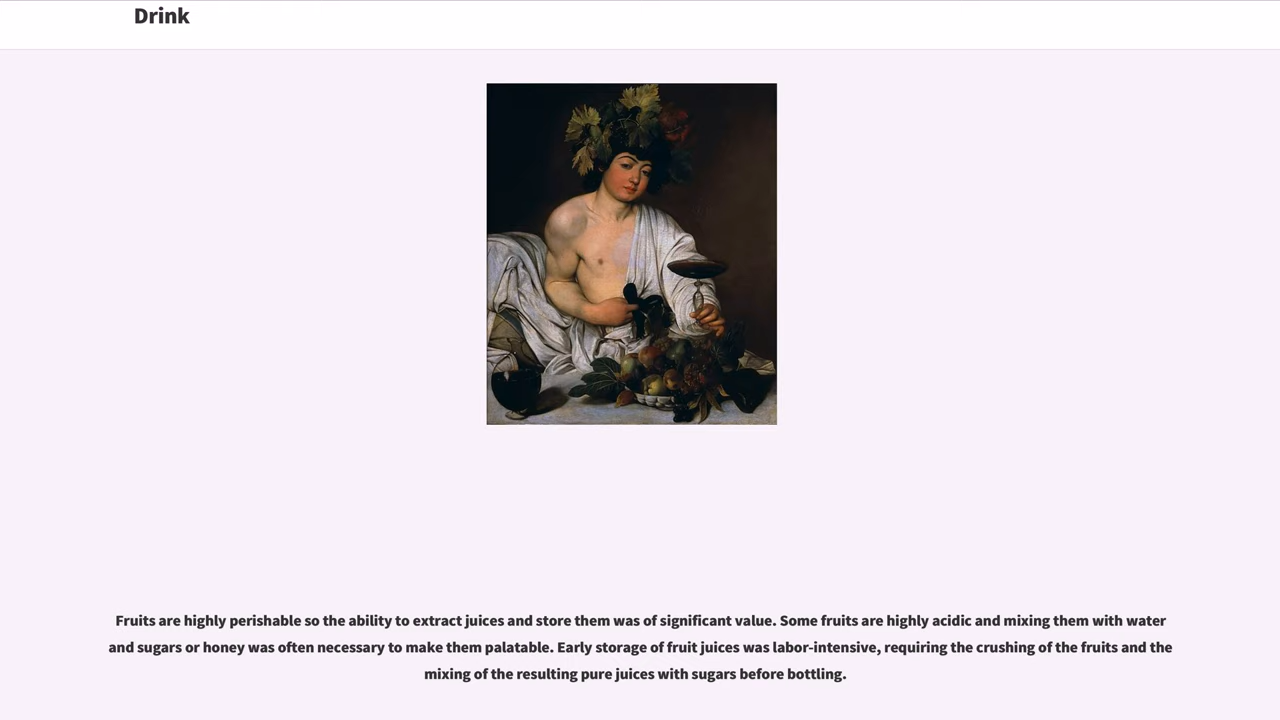 Drink
Fruits are highly perishable so the ability to extract juices and store them was of significant value. Some fruits are highly acidic and mixing them with water
and sugars or honey was often necessary to make them palatable. Early storage of fruit juices was labor-intensive, requiring the crushing of the fruits and the
mixing of the resulting pure juices with sugars before bottling.